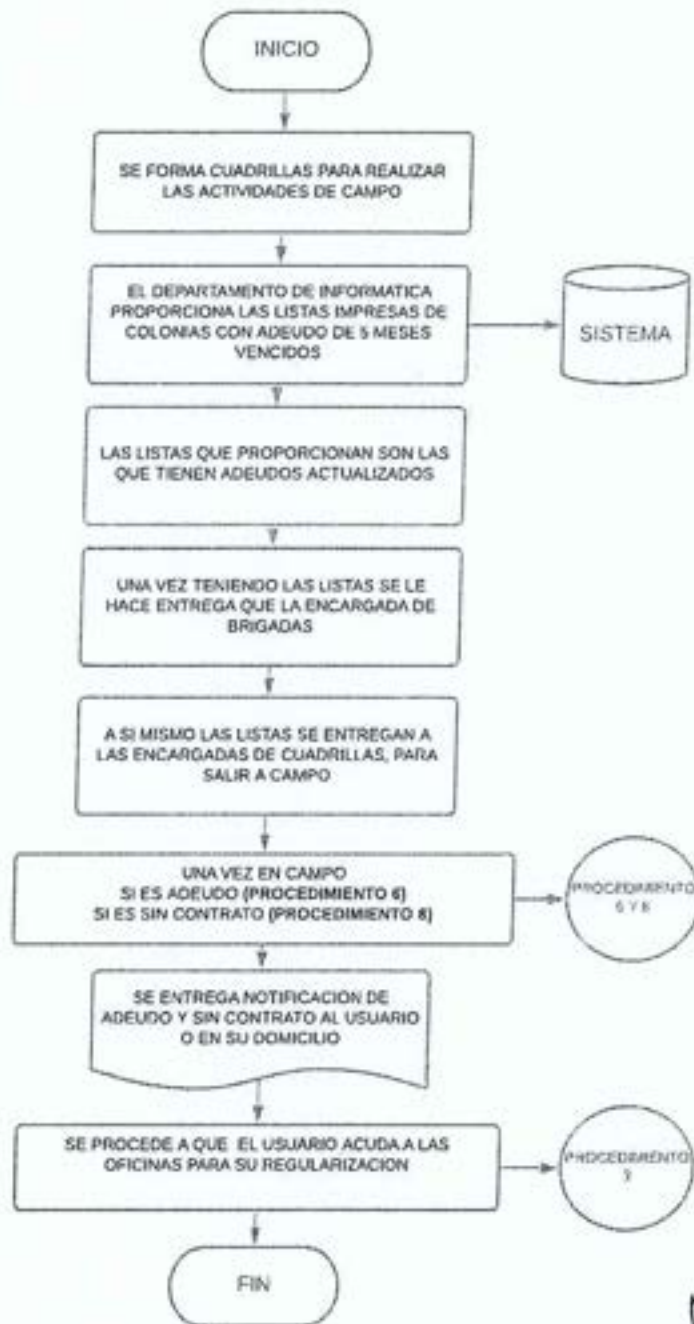 INICIO
SE FORMA CUADRILLAS PARA REALIZAR
LAS ACTIVIDADES DE CAMPO
EL DEPARTAMENTO DE INFORMATICA
PROPORCIONA LAS LISTAS IMPRESAS DE
COLONIAS CON ADEUDO DE 5 MESES
VENCIDOS
SISTEMA
LAS LISTAS QUE PROPORCIONAN SON LAS
QUE TIENEN ADEUDOS ACTUALIZADOS
UNA VEZ TENIENDO LAS LISTAS SE LE
HACE ENTREGA QUE LA ENCARGADA DE
BRIGADAS
A SI MISMO LAS LISTAS SE ENTREGAN A
LAS ENCARGADAS DE CUADRILLAS, PARA
SALIR A CAMPO
UNA VEZ EN CAMPO
SI ES ADEUDO (PROCEDIMIENTO 6)
SI ES SIN CONTRATO (PROCEDIMIENTO 8)
PROCEDIMIENTO
6 Y 8
SE ENTREGA NOTIFICACION DE
ADEUDO Y SIN CONTRATO AL USUARIO
O EN SU DOMICILIO
SE PROCEDE A QUE EL USUARIO ACUDA A LAS
OFICINAS PARA SU REGULARIZACION
PROCEDIMIENTO
FIN